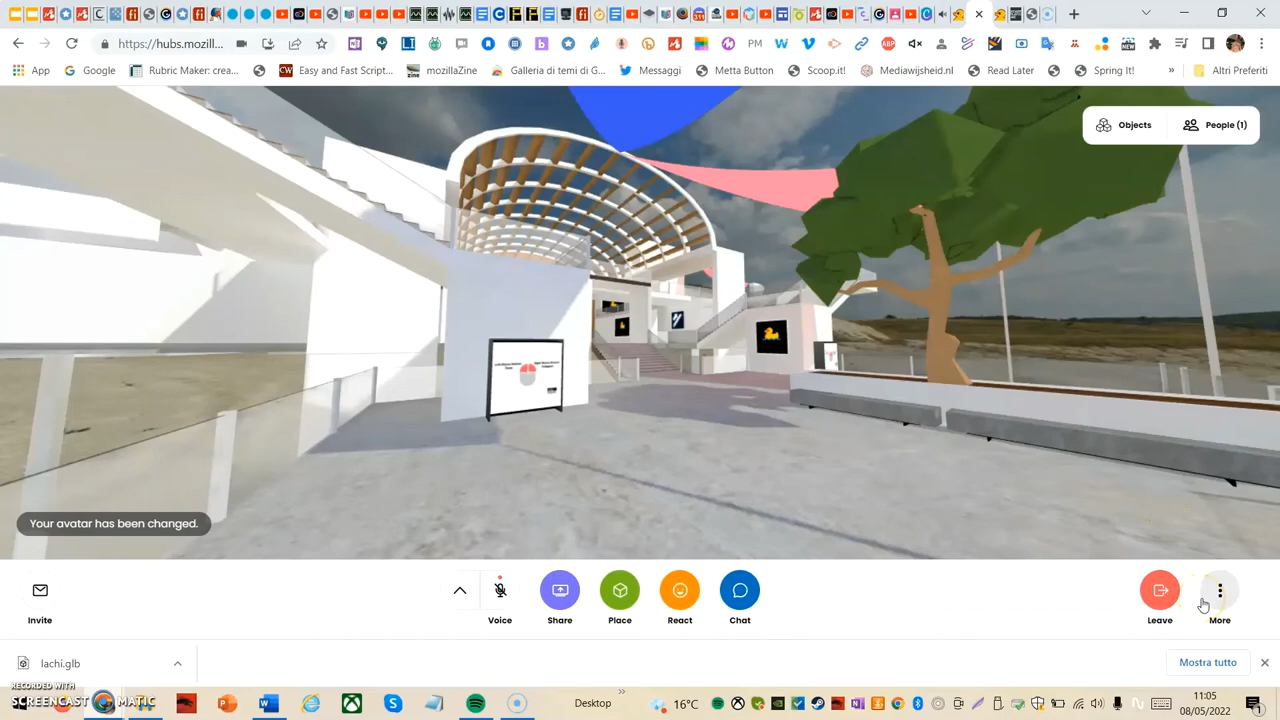 https://hubs.mozill...
PM
App
Google
Rubric Maker: crea...
Easy and Fast Script...
mozillaZine
Galleria di temi di G...
Messaggi
Metta Button
Scoop.it!
Mediawijsheid.nl
Read Later
Spring It!
»
Altri Preferiti
Objects
People (1)
Your avatar has been changed.
Invite
Voice
Share
Place
React
Chat
Leave
More
lachi.glb
Mostra tutto
RECORDED WITH
SCREENCAST MATIC
Desktop
16°C
11:05
08/05/2022